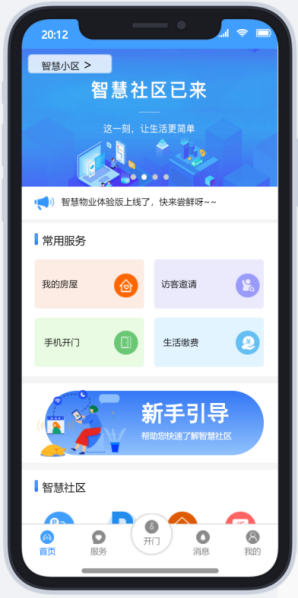 20:12
智慧小区 >
智慧社区已来
这一刻，让生活更简单
智慧物业体验版上线了，快来尝鲜呀~~
常用服务
我的房屋
访客邀请
手机开门
生活缴费
新手引导
帮助您快速了解智慧社区
智慧社区
首页
服务
开门
消息
我的